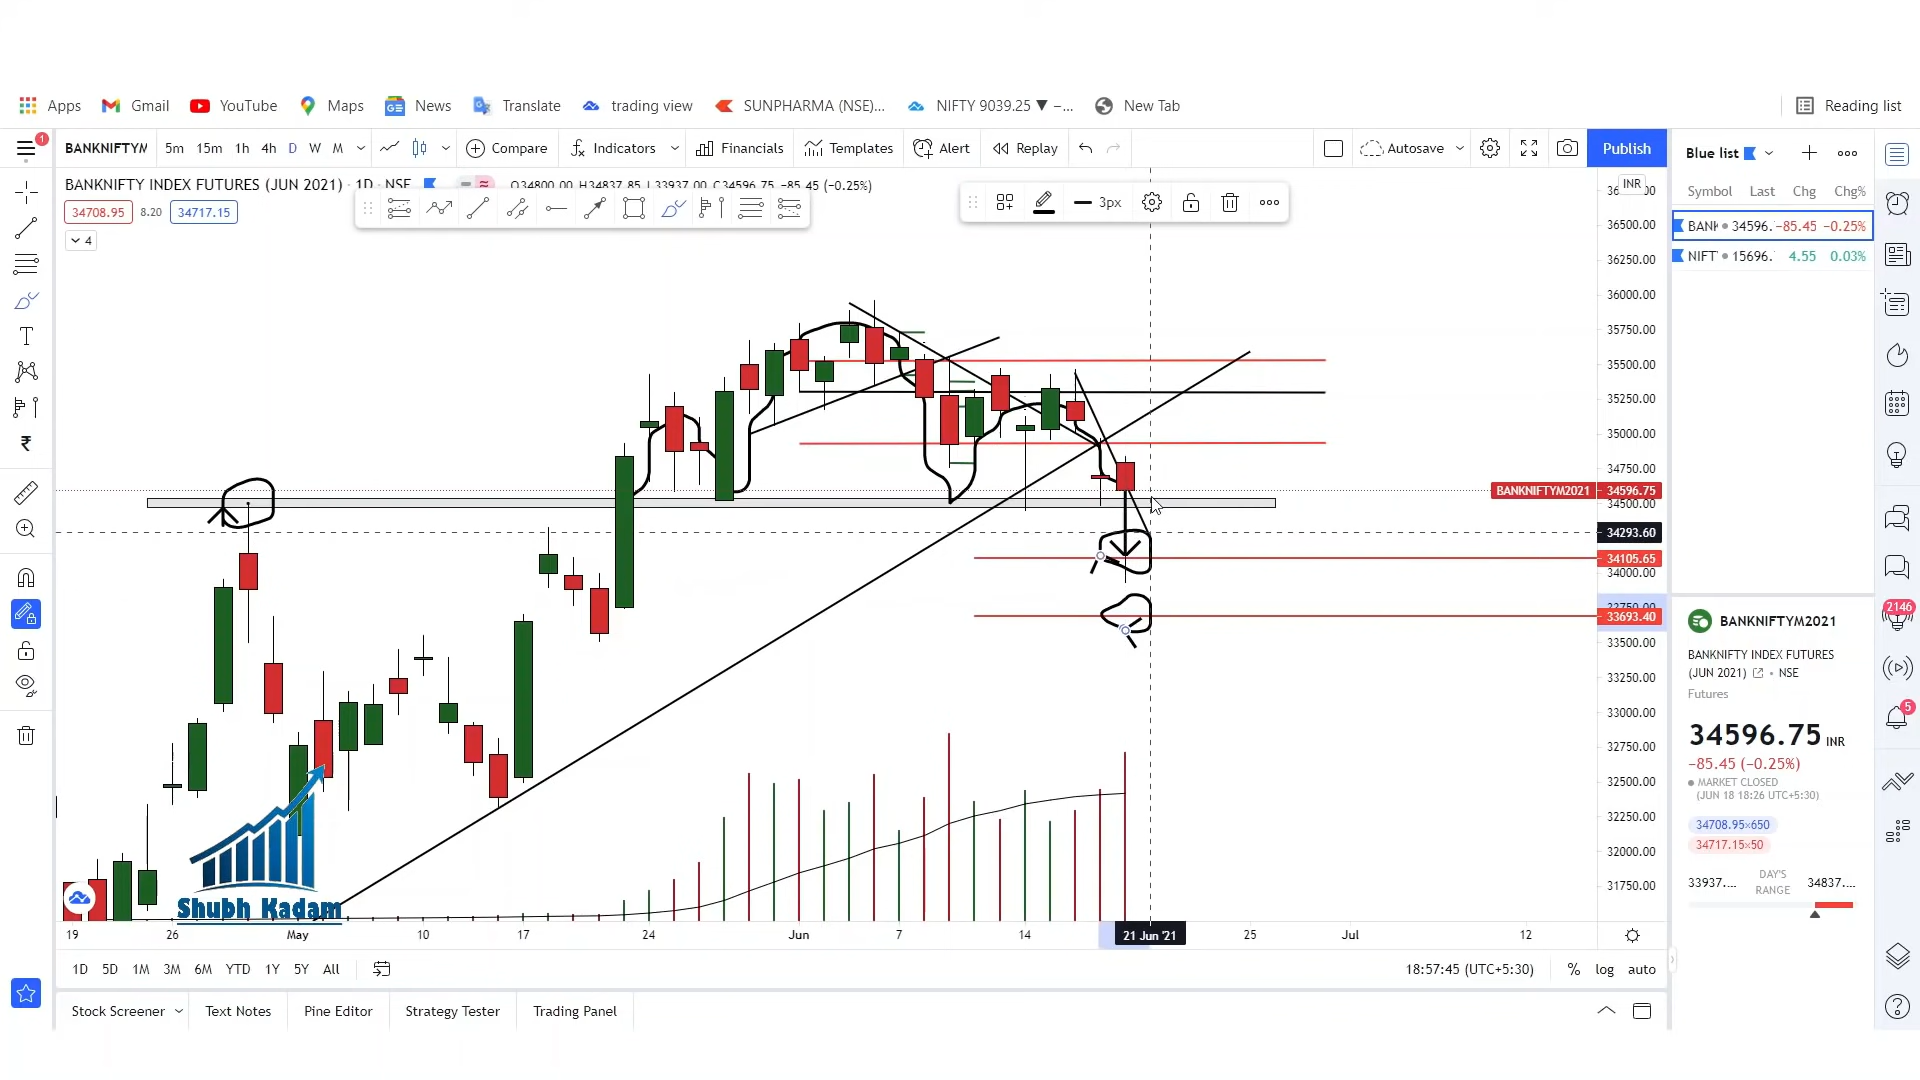 Apps Gmail YouTube Maps News Translate trading view SUNPHARMA (NSE)... NIFTY 9039.25 ▼ −... New Tab Reading list
1 BANKNIFTYM 5m 15m 1h 4h D W M Compare Indicators Financials Templates Alert Replay Autosave Publish
BANKNIFTY INDEX FUTURES (JUN 2021) · 1D · NSE O34800.00 H34837.85 L33937.00 C34596.75 −85.45 (−0.25%)
34708.95 8.20 34717.15
4
3px
INR
36500.00
36250.00
36000.00
35750.00
35500.00
35250.00
35000.00
34750.00
BANKNIFTYM2021 34596.75
34500.00
34293.60
34105.65
34000.00
33750.00
33693.40
33500.00
33250.00
33000.00
32750.00
32500.00
32250.00
32000.00
31750.00
Shubh Kadam
19 26 May 10 17 24 Jun 7 14 21 Jun '21 25 Jul 12
1D 5D 1M 3M 6M YTD 1Y 5Y All 18:57:45 (UTC+5:30) % log auto
Stock Screener Text Notes Pine Editor Strategy Tester Trading Panel
Blue list
Symbol Last Chg Chg%
BANK 34596. −85.45 −0.25%
NIFT 15696. 4.55 0.03%
BANKNIFTYM2021
BANKNIFTY INDEX FUTURES
(JUN 2021) • NSE
Futures
34596.75 INR
−85.45 (−0.25%)
MARKET CLOSED
(JUN 18 18:26 UTC+5:30)
34708.95×650
34717.15×50
33937.... DAY'S RANGE 34837....
2146
5